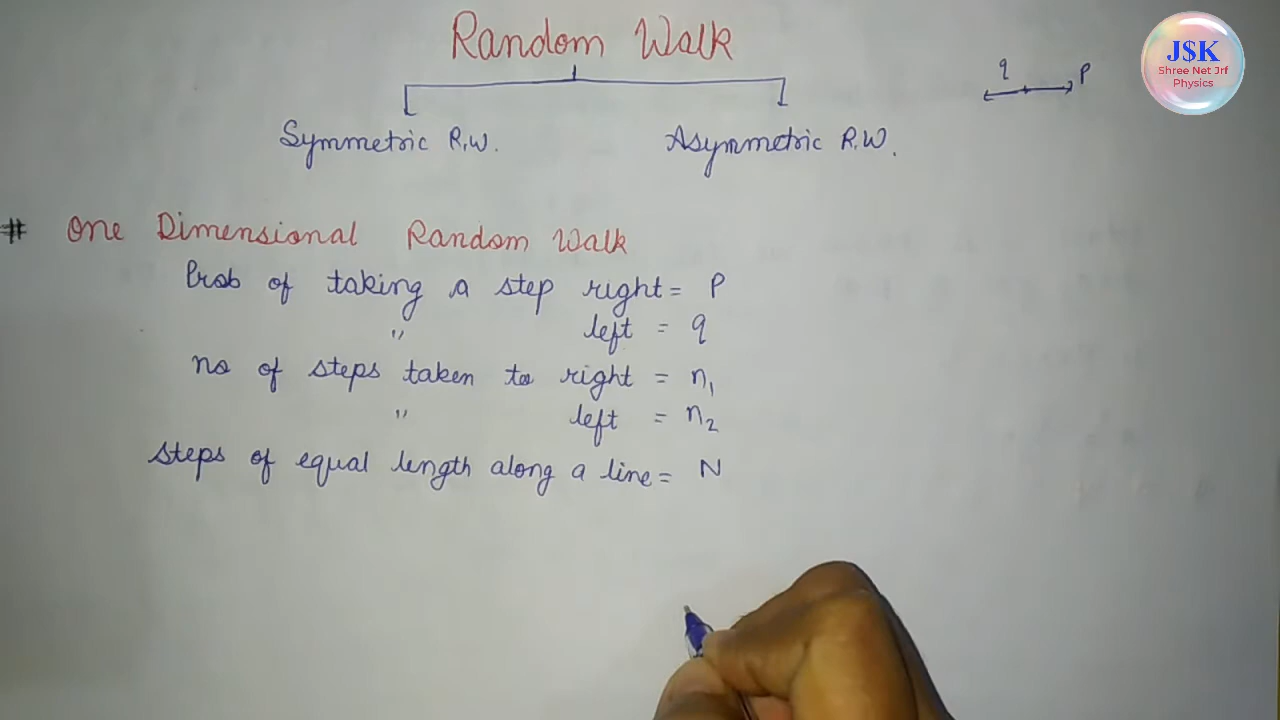 Random Walk
Symmetric R.W.
Asymmetric R.W.
q
P
J$K
Shree Net Jrf
Physics
# One Dimensional Random Walk
Prob of taking a step right = P
" left = q
no of steps taken to right = n₁
" left = n₂
steps of equal length along a line = N